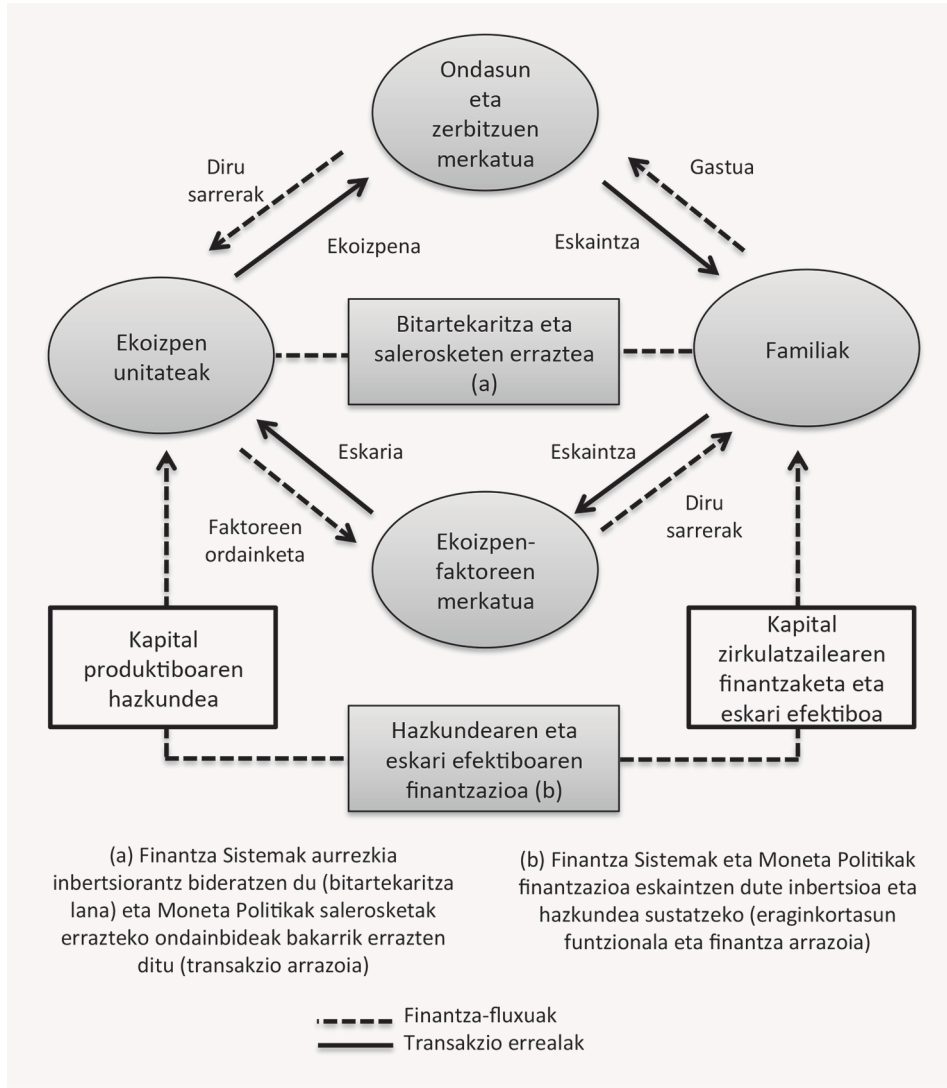 Ondasun
eta
zerbitzuen
merkatua
Diru
sarrerak
Gastua
Ekoizpena
Eskaintza
Ekoizpen
unitateak
Bitartekaritza eta
salerosketen erraztea
(a)
Familiak
Eskaria
Eskaintza
Faktoreen
ordainketa
Ekoizpen-
faktoreen
merkatua
Diru
sarrerak
Kapital
produktiboaren
hazkundea
Kapital
zirkulatzailearen
finantzaketa eta
eskari efektiboa
Hazkundearen eta
eskari efektiboaren
finantzazioa (b)
(a) Finantza Sistemak aurrezkia
inbertsiorantz bideratzen du (bitartekaritza
lana) eta Moneta Politikak salerosketak
errazteko ondainbideak bakarrik errazten
ditu (transakzio arrazoia)
(b) Finantza Sistemak eta Moneta Politikak
finantzazioa eskaintzen dute inbertsioa eta
hazkundea sustatzeko (eraginkortasun
funtzionala eta finantza arrazoia)
Finantza-fluxuak
Transakzio errealak